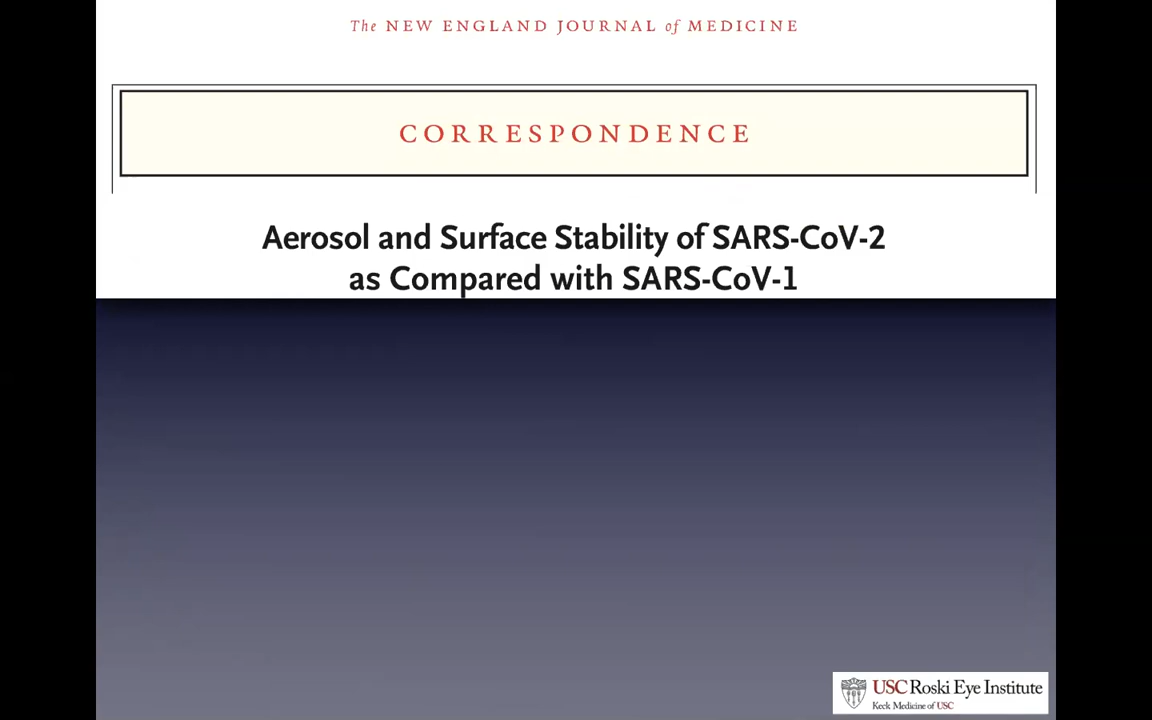 The NEW ENGLAND JOURNAL of MEDICINE
CORRESPONDENCE
Aerosol and Surface Stability of SARS-CoV-2
as Compared with SARS-CoV-1
USC Roski Eye Institute
Keck Medicine of USC